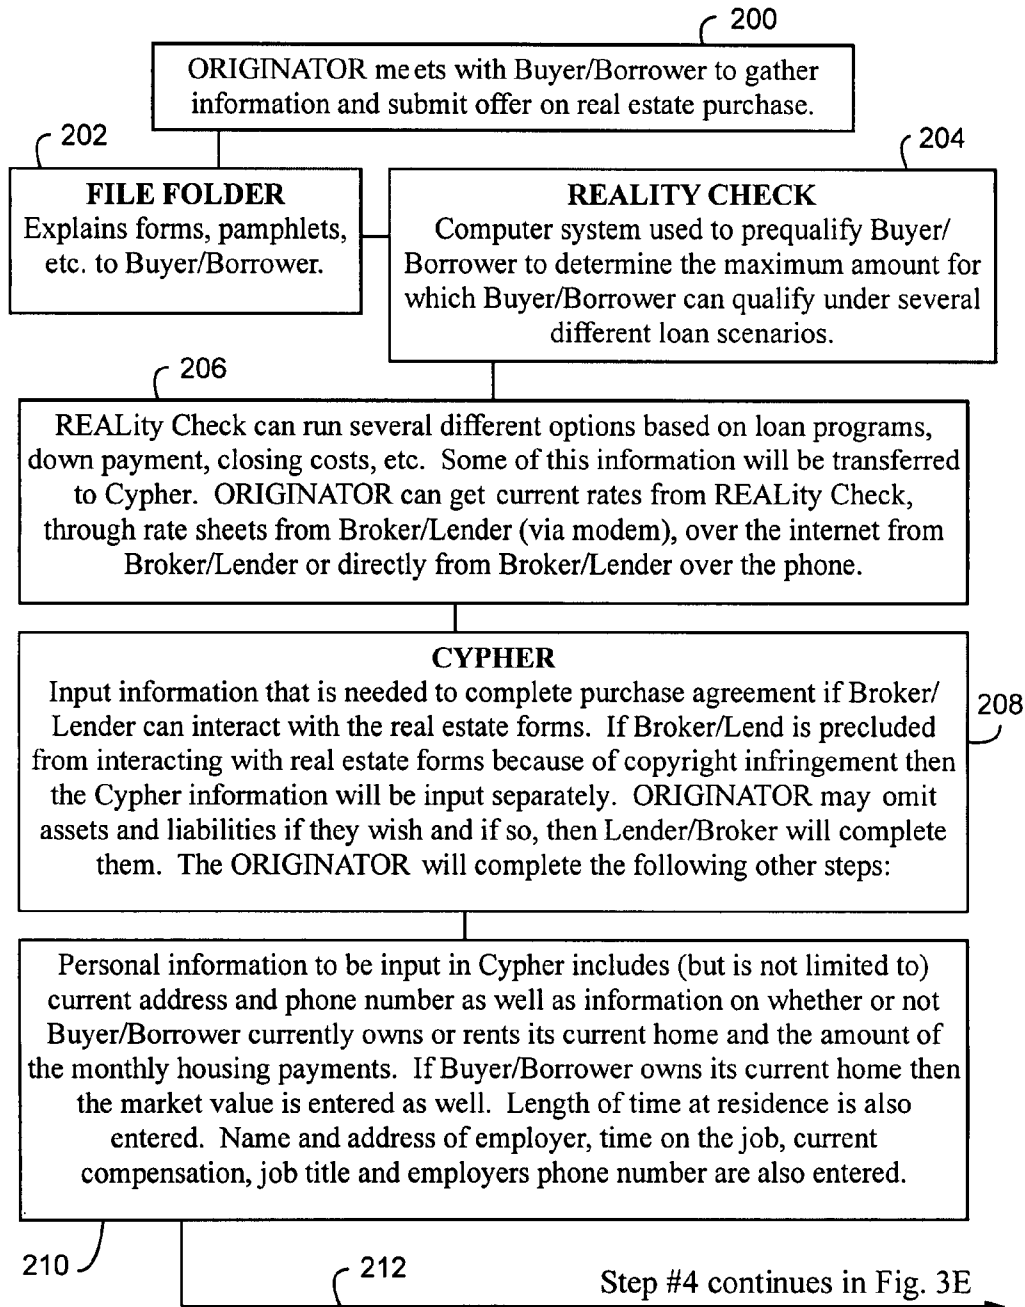 200
ORIGINATOR meets with Buyer/Borrower to gather
information and submit offer on real estate purchase.
202
204
FILE FOLDER
Explains forms, pamphlets,
etc. to Buyer/Borrower.
REALITY CHECK
Computer system used to prequalify Buyer/
Borrower to determine the maximum amount for
which Buyer/Borrower can qualify under several
different loan scenarios.
206
REALity Check can run several different options based on loan programs,
down payment, closing costs, etc. Some of this information will be transferred
to Cypher. ORIGINATOR can get current rates from REALity Check,
through rate sheets from Broker/Lender (via modem), over the internet from
Broker/Lender or directly from Broker/Lender over the phone.
CYPHER
Input information that is needed to complete purchase agreement if Broker/
Lender can interact with the real estate forms. If Broker/Lend is precluded
from interacting with real estate forms because of copyright infringement then
the Cypher information will be input separately. ORIGINATOR may omit
assets and liabilities if they wish and if so, then Lender/Broker will complete
them. The ORIGINATOR will complete the following other steps:
208
Personal information to be input in Cypher includes (but is not limited to)
current address and phone number as well as information on whether or not
Buyer/Borrower currently owns or rents its current home and the amount of
the monthly housing payments. If Buyer/Borrower owns its current home then
the market value is entered as well. Length of time at residence is also
entered. Name and address of employer, time on the job, current
compensation, job title and employers phone number are also entered.
210
212
Step #4 continues in Fig. 3E